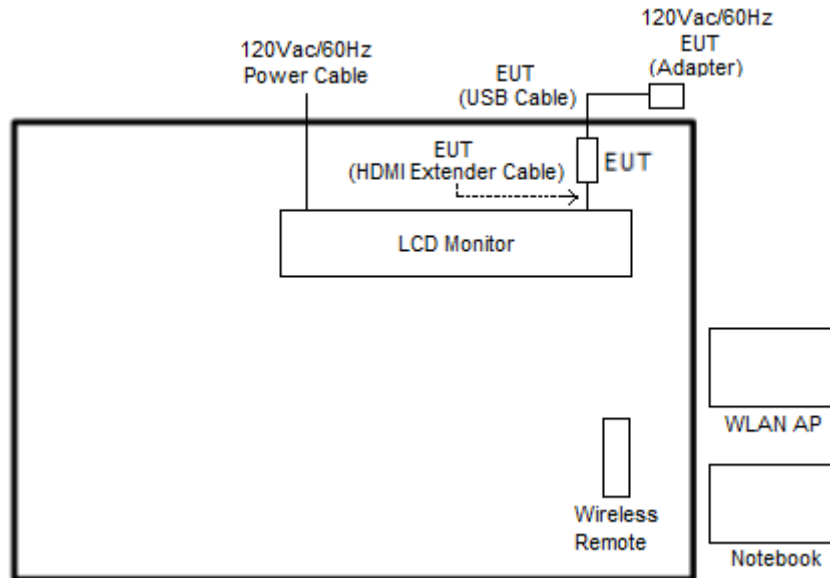 120Vac/60Hz
EUT
(Adapter)
120Vac/60Hz
Power Cable
EUT
(USB Cable)
EUT
(HDMI Extender Cable)
EUT
LCD Monitor
WLAN AP
Wireless
Remote
Notebook